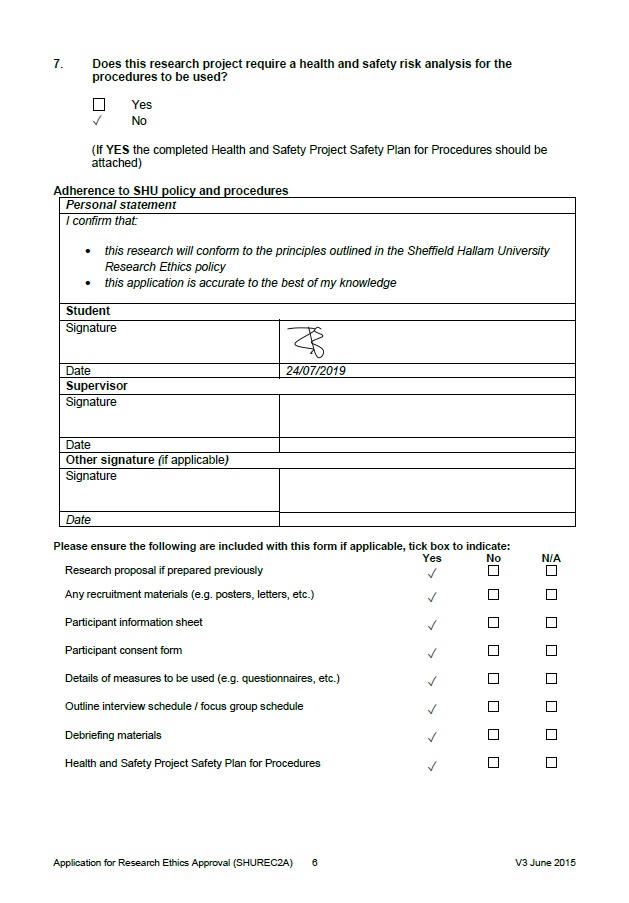 7. Does this research project require a health and safety risk analysis for the
procedures to be used?
☐ Yes
✓ No
(If YES the completed Health and Safety Project Safety Plan for Procedures should be
attached)
Adherence to SHU policy and procedures
Personal statement
I confirm that:
• this research will conform to the principles outlined in the Sheffield Hallam University
Research Ethics policy
• this application is accurate to the best of my knowledge
Student
Signature
Date 24/07/2019
Supervisor
Signature
Date
Other signature (if applicable)
Signature
Date
Please ensure the following are included with this form if applicable, tick box to indicate:
Yes No N/A
Research proposal if prepared previously ✓ ☐ ☐
Any recruitment materials (e.g. posters, letters, etc.) ✓ ☐ ☐
Participant information sheet ✓ ☐ ☐
Participant consent form ✓ ☐ ☐
Details of measures to be used (e.g. questionnaires, etc.) ✓ ☐ ☐
Outline interview schedule / focus group schedule ✓ ☐ ☐
Debriefing materials ✓ ☐ ☐
Health and Safety Project Safety Plan for Procedures ✓ ☐ ☐
Application for Research Ethics Approval (SHUREC2A) 6 V3 June 2015